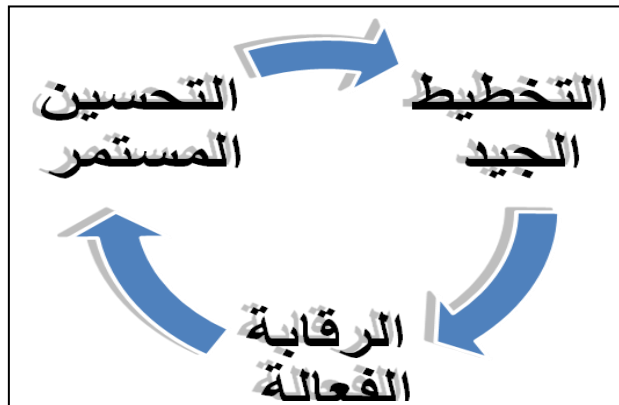 التخطيط
الجيد
الرقابة
الفعالة
التحسين
المستمر